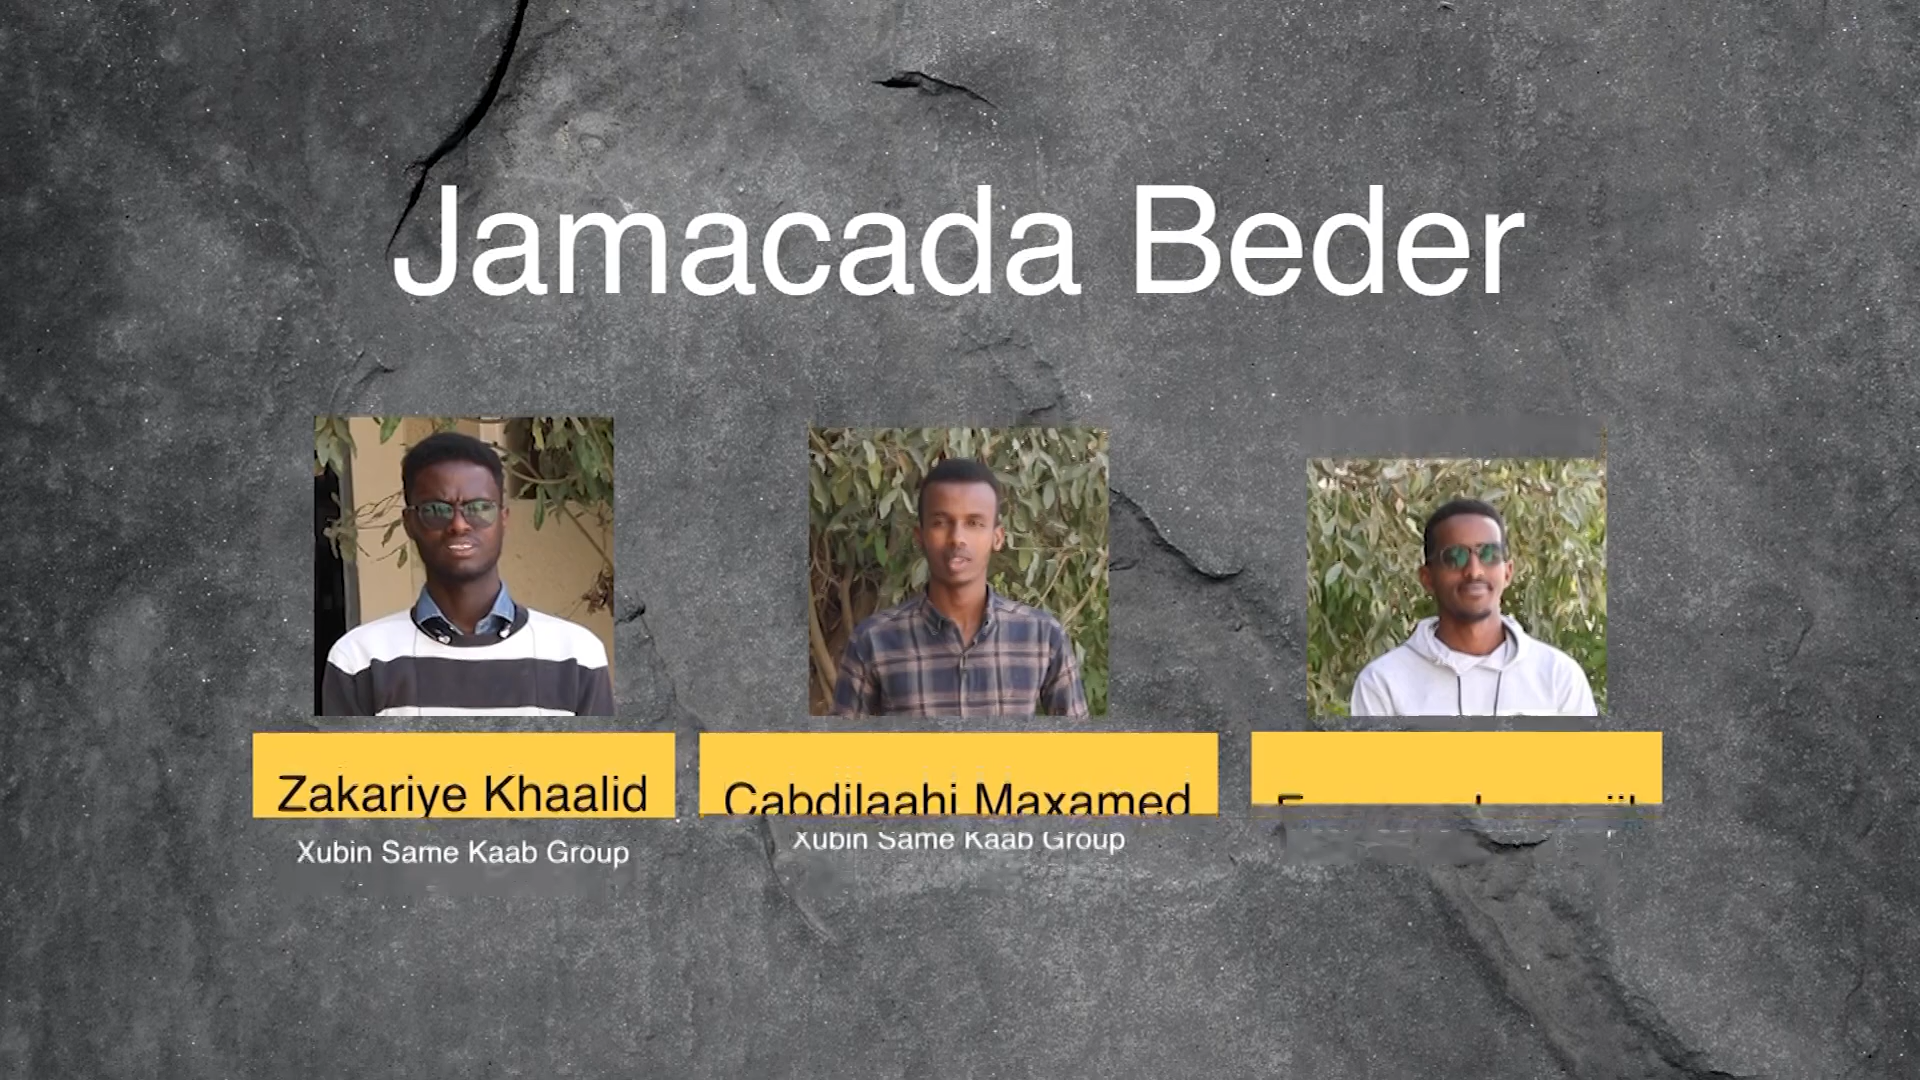 Jamacada Beder
Zakariye Khaalid
Cabdilaahi Maxamed
Xubin Same Kaab Group
Xubin Same Kaab Group